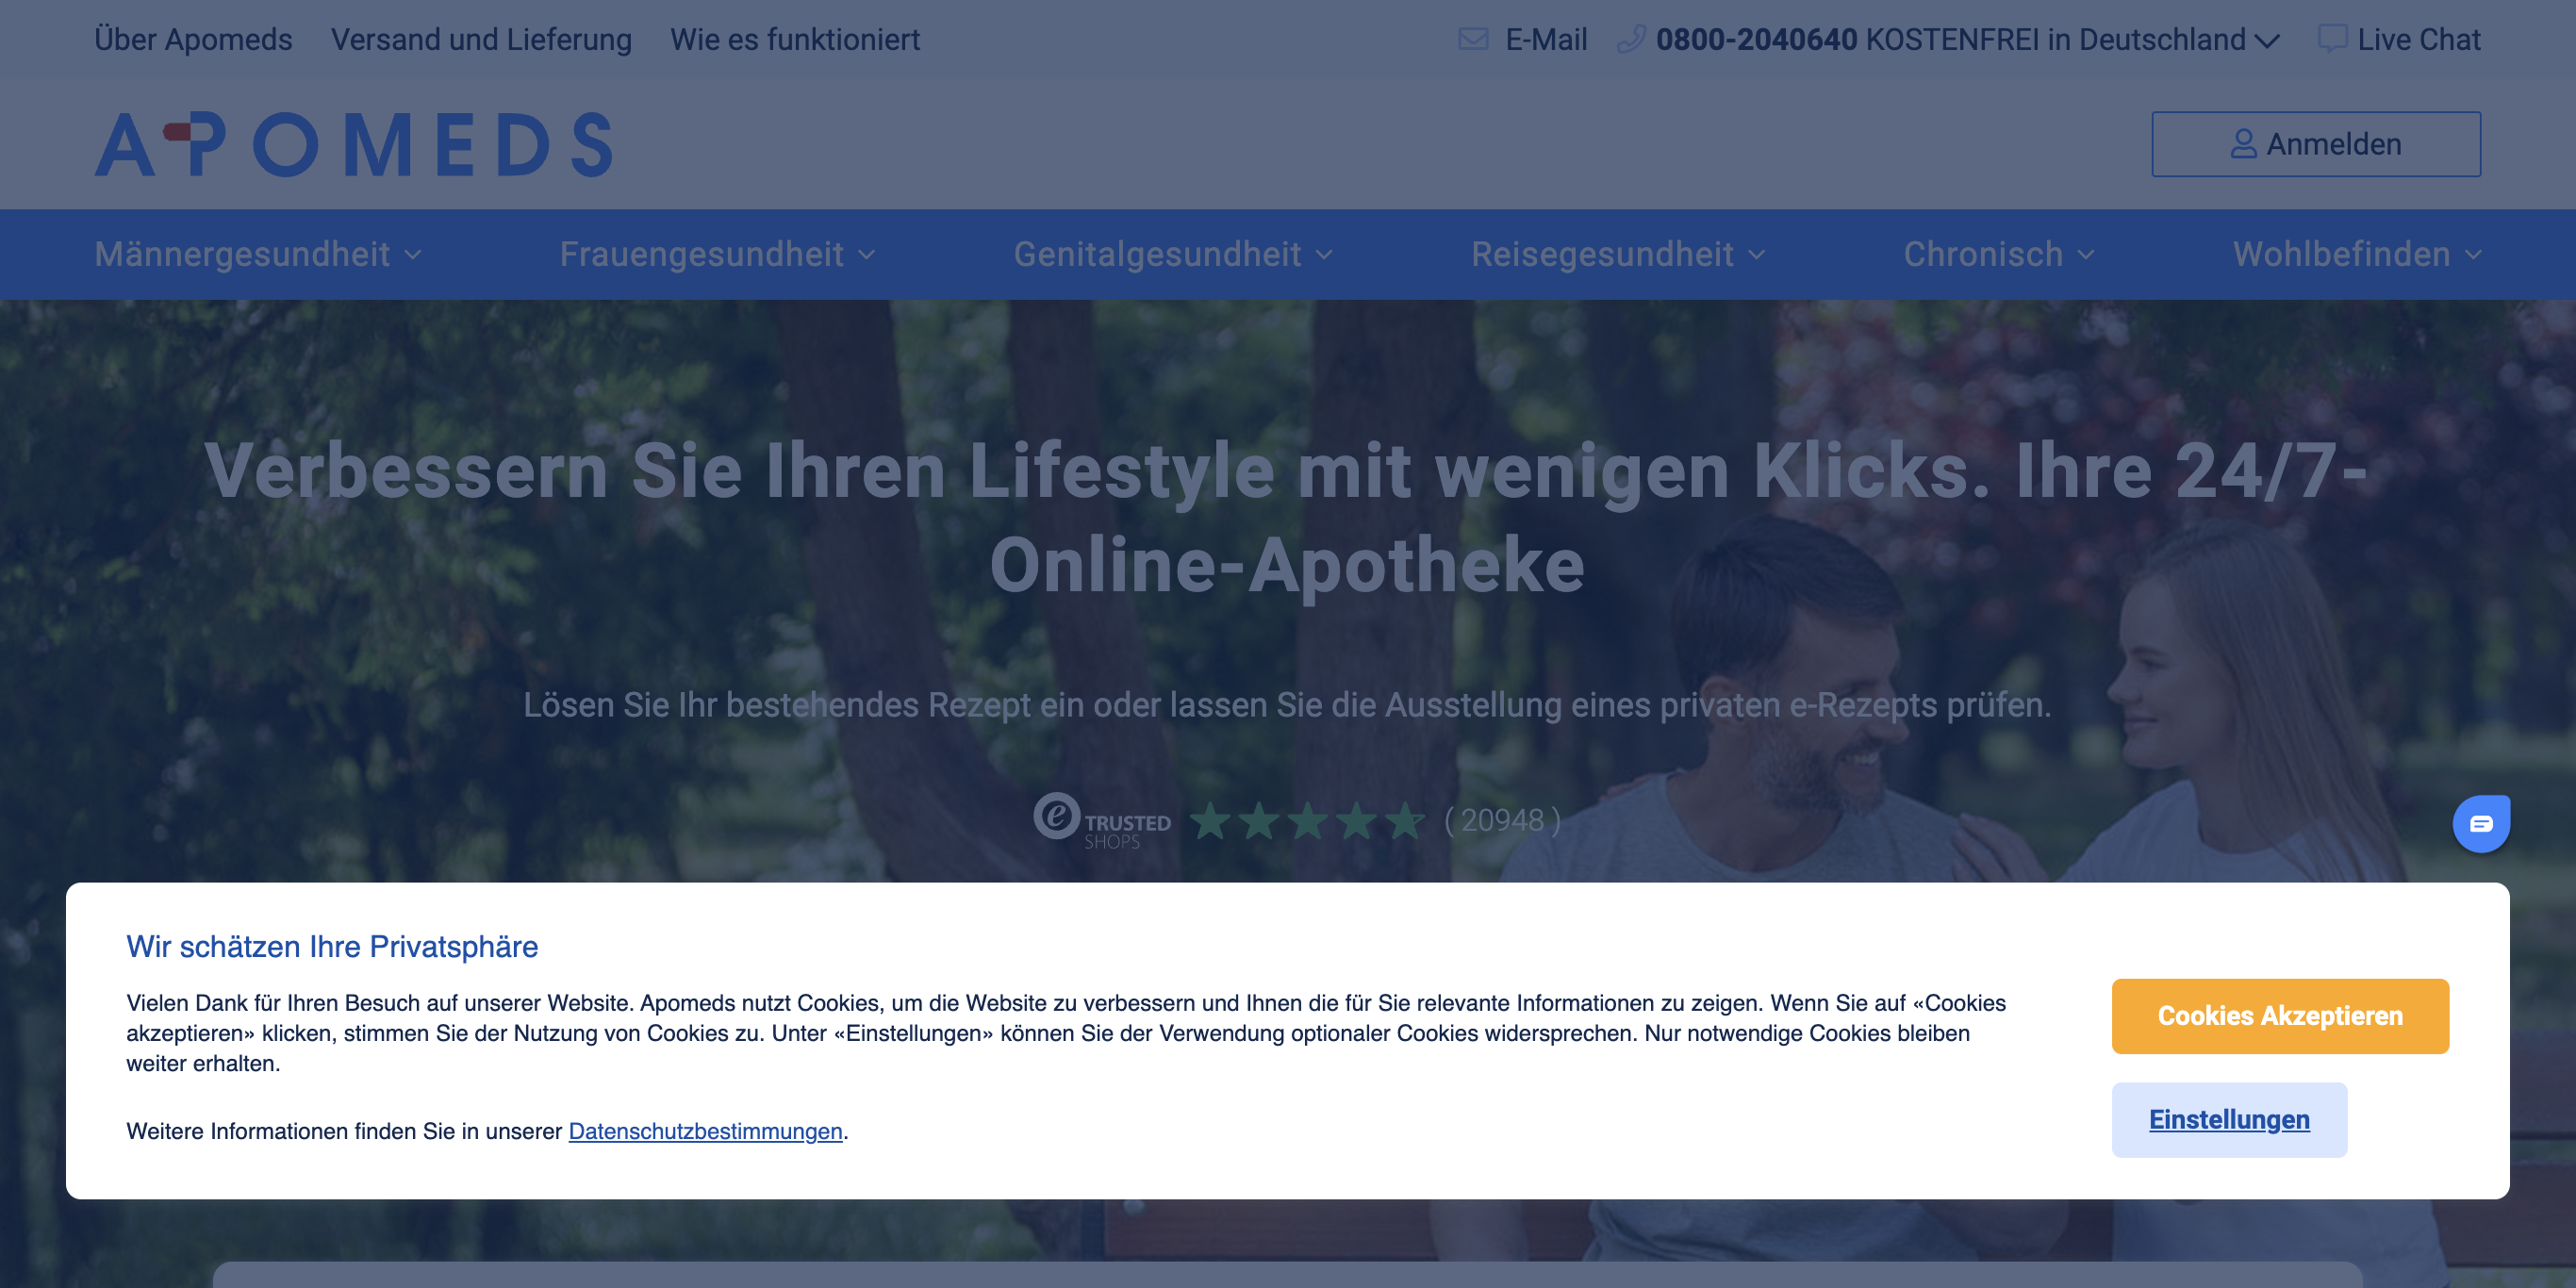 Über Apomeds Versand und Lieferung Wie es funktioniert E-Mail 0800-2040640 KOSTENFREI in Deutschland Live Chat
APOMEDS Anmelden
Männergesundheit Frauengesundheit Genitalgesundheit Reisegesundheit Chronisch Wohlbefinden
Verbessern Sie Ihren Lifestyle mit wenigen Klicks. Ihre 24/7-
Online-Apotheke
Lösen Sie Ihr bestehendes Rezept ein oder lassen Sie die Ausstellung eines privaten e-Rezepts prüfen.
e TRUSTED SHOPS ( 20948 )
Wir schätzen Ihre Privatsphäre
Vielen Dank für Ihren Besuch auf unserer Website. Apomeds nutzt Cookies, um die Website zu verbessern und Ihnen die für Sie relevante Informationen zu zeigen. Wenn Sie auf «Cookies
akzeptieren» klicken, stimmen Sie der Nutzung von Cookies zu. Unter «Einstellungen» können Sie der Verwendung optionaler Cookies widersprechen. Nur notwendige Cookies bleiben
weiter erhalten.
Weitere Informationen finden Sie in unserer Datenschutzbestimmungen.
Cookies Akzeptieren
Einstellungen